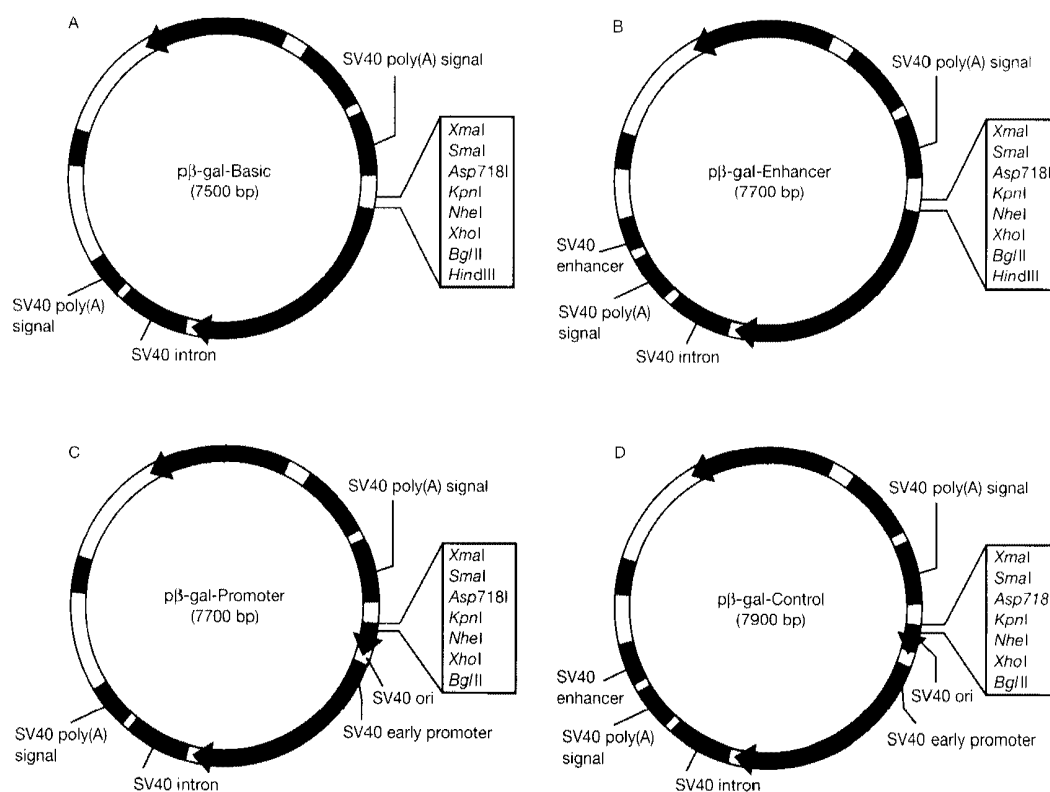 A
SV40 poly(A) signal
pβ-gal-Basic
(7500 bp)
XmaI
SmaI
Asp718I
KpnI
NheI
XhoI
BglII
HindIII
SV40 poly(A)
signal
SV40 intron
B
SV40 poly(A) signal
pβ-gal-Enhancer
(7700 bp)
XmaI
SmaI
Asp718I
KpnI
NheI
XhoI
BglII
HindIII
SV40
enhancer
SV40 poly(A)
signal
SV40 intron
C
SV40 poly(A) signal
pβ-gal-Promoter
(7700 bp)
XmaI
SmaI
Asp718I
KpnI
NheI
XhoI
BglII
SV40 ori
SV40 early promoter
SV40 poly(A)
signal
SV40 intron
D
SV40 poly(A) signal
pβ-gal-Control
(7900 bp)
XmaI
SmaI
Asp718I
KpnI
NheI
XhoI
BglII
SV40 ori
SV40 early promoter
SV40
enhancer
SV40 poly(A)
signal
SV40 intron